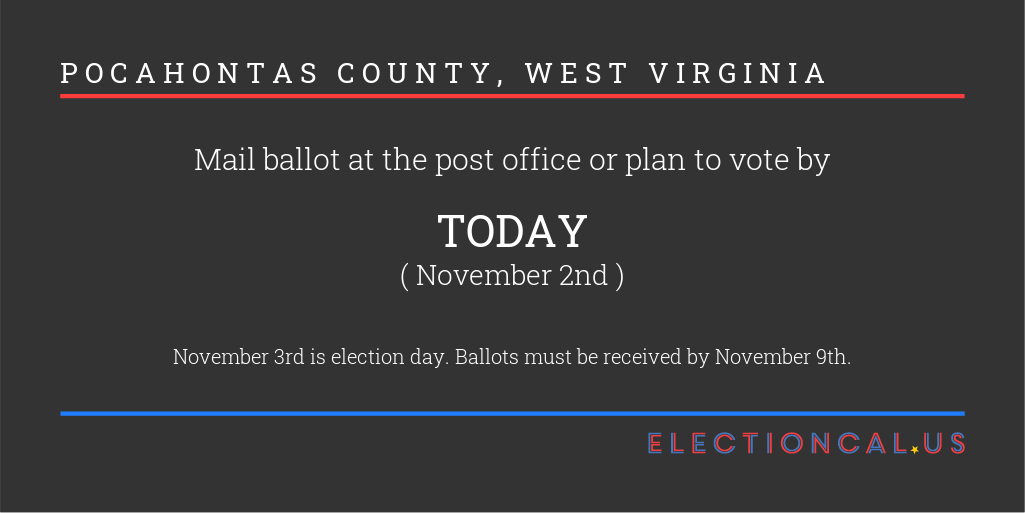 POCAHONTAS COUNTY, WEST VIRGINIA
Mail ballot at the post office or plan to vote by
TODAY
( November 2nd )
November 3rd is election day. Ballots must be received by November 9th.
ELECTIONCAL★US